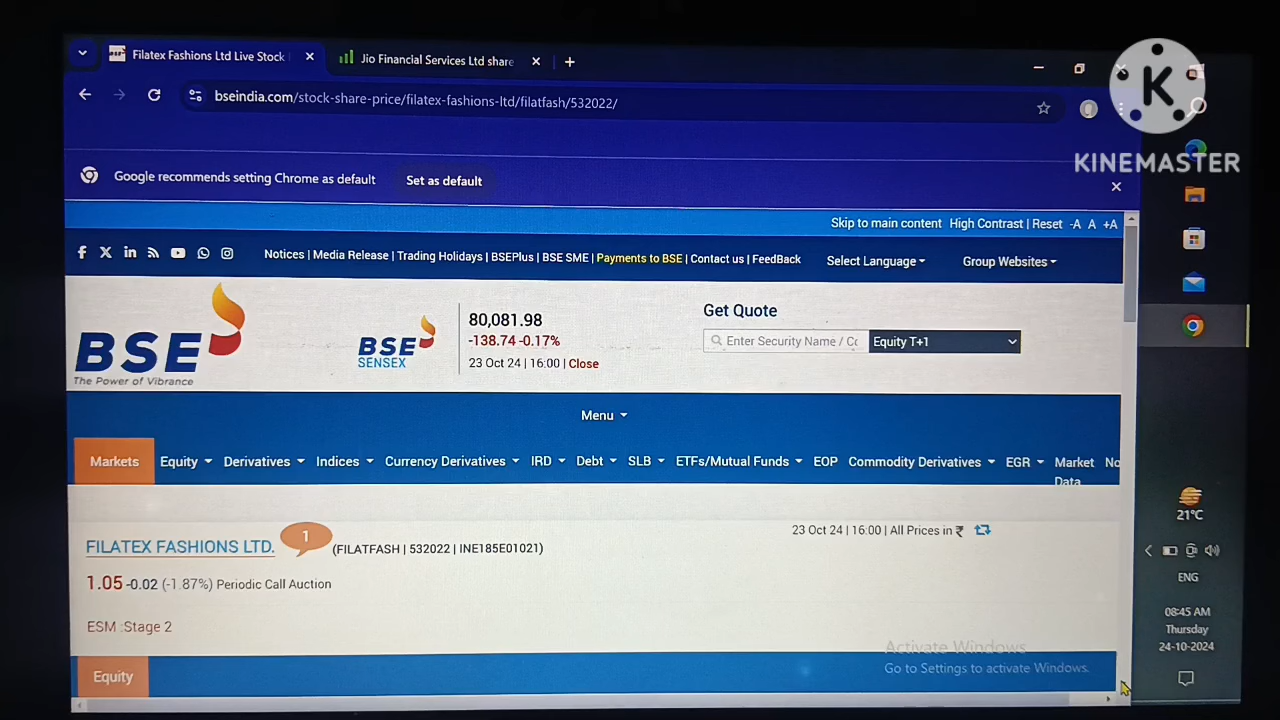 Filatex Fashions Ltd Live Stock
Jio Financial Services Ltd share
bseindia.com/stock-share-price/filatex-fashions-ltd/filatfash/532022/
K
KINEMASTER
Google recommends setting Chrome as default
Set as default
Skip to main content High Contrast | Reset -A A +A
Notices | Media Release | Trading Holidays | BSEPlus | BSE SME | Payments to BSE | Contact us | FeedBack
Select Language
Group Websites
BSE
The Power of Vibrance
BSE
SENSEX
80,081.98
-138.74 -0.17%
23 Oct 24 | 16:00 | Close
Get Quote
Enter Security Name / Co
Equity T+1
Menu
Markets Equity Derivatives Indices Currency Derivatives IRD Debt SLB ETFs/Mutual Funds EOP Commodity Derivatives EGR Market Data No
FILATEX FASHIONS LTD.
1
(FILATFASH | 532022 | INE185E01021)
23 Oct 24 | 16:00 | All Prices in ₹
1.05 -0.02 (-1.87%) Periodic Call Auction
ESM :Stage 2
Equity
Activate Windows
Go to Settings to activate Windows.
21°C
ENG
08:45 AM
Thursday
24-10-2024